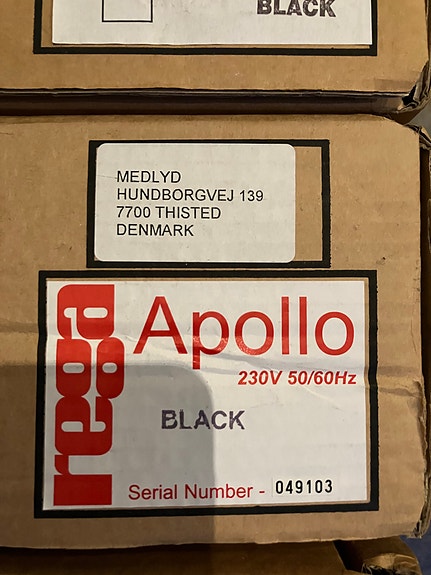 BLACK
MEDLYD
HUNDBORGVEJ 139
7700 THISTED
DENMARK
rega
Apollo
230V 50/60Hz
BLACK
Serial Number - 049103